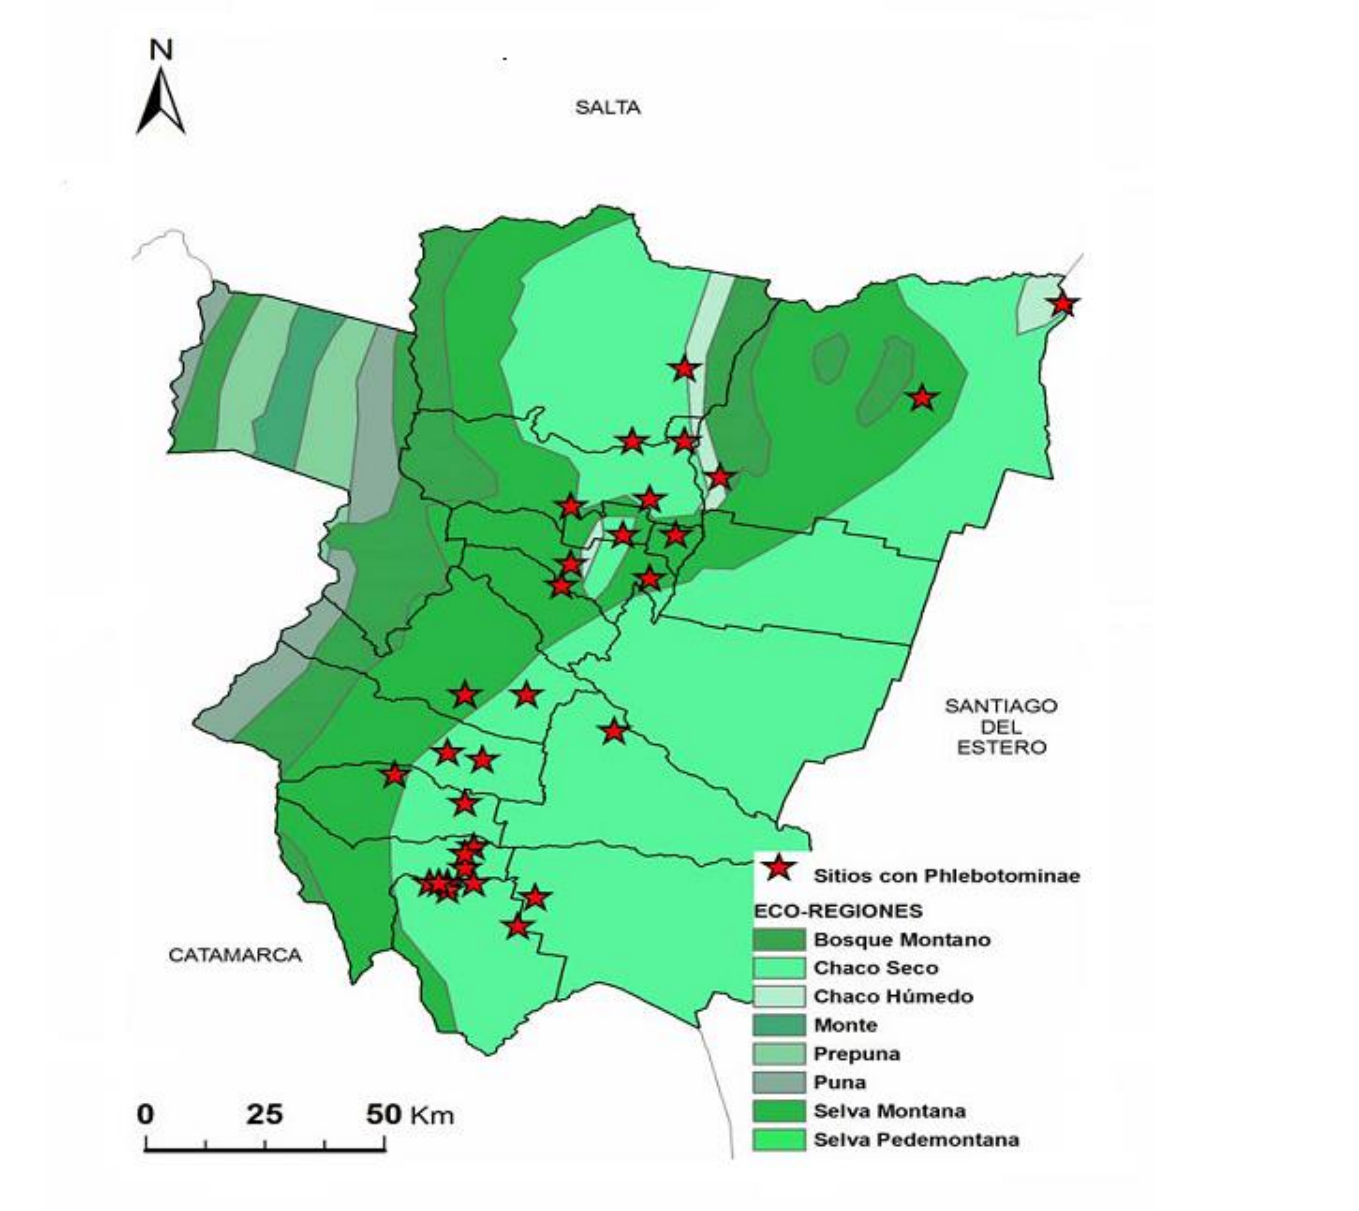 N
SALTA
SANTIAGO
DEL
ESTERO
Sitios con Phlebotominae
ECO-REGIONES
Bosque Montano
Chaco Seco
CATAMARCA
Chaco Húmedo
Monte
Prepuna
Puna
Selva Montana
Selva Pedemontana
0 25 50 Km